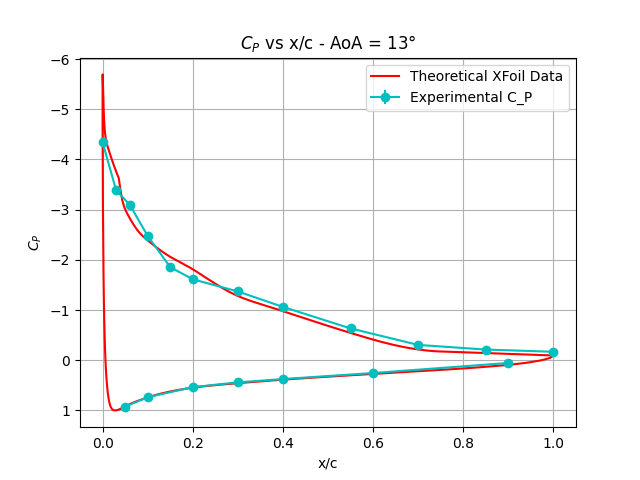 C_P vs x/c - AoA = 13°
Theoretical XFoil Data
Experimental C_P
−6
−5
−4
−3
−2
−1
0
1
C_P
0.0 0.2 0.4 0.6 0.8 1.0
x/c